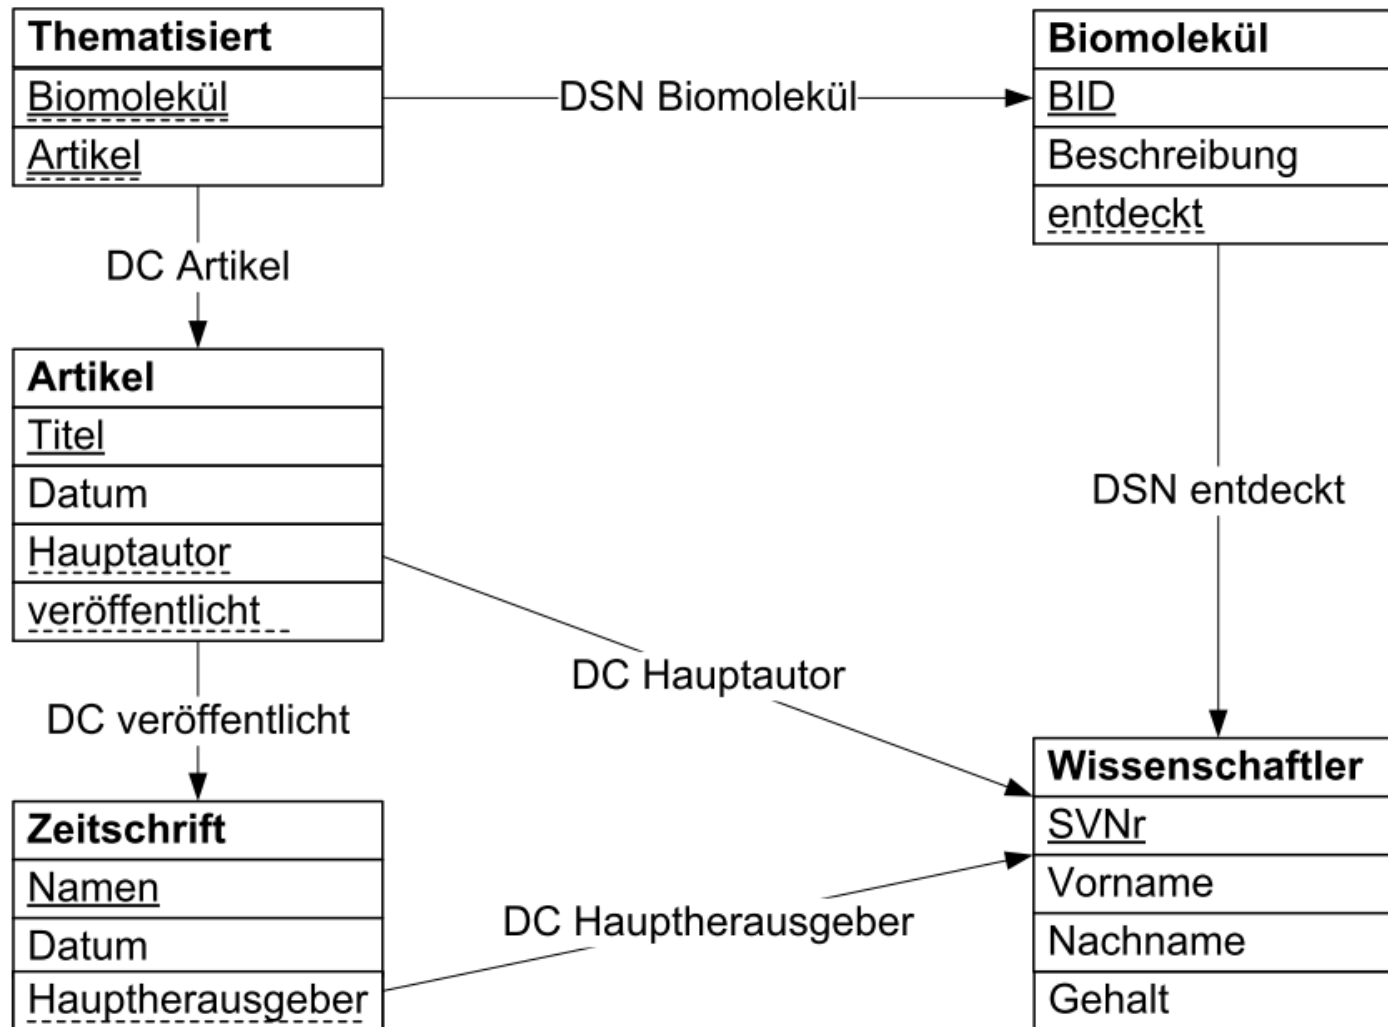 Thematisiert
Biomolekül
Artikel
DSN Biomolekül
Biomolekül
BID
Beschreibung
entdeckt
DC Artikel
Artikel
Titel
Datum
Hauptautor
veröffentlicht
DSN entdeckt
DC Hauptautor
DC veröffentlicht
Zeitschrift
Namen
Datum
Hauptherausgeber
DC Hauptherausgeber
Wissenschaftler
SVNr
Vorname
Nachname
Gehalt